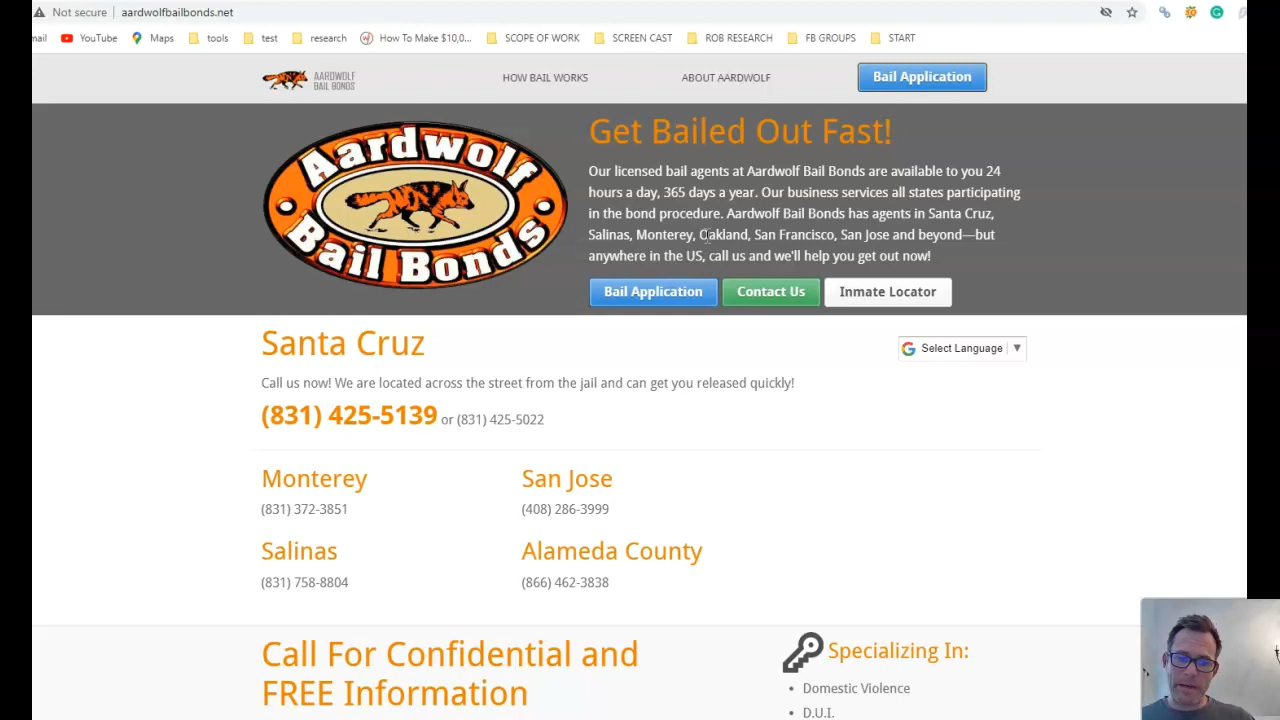 Not secure aardwolfbailbonds.net
mail YouTube Maps tools test research How To Make $10,0... SCOPE OF WORK SCREEN CAST ROB RESEARCH FB GROUPS START
AARDWOLF
BAIL BONDS
HOW BAIL WORKS
ABOUT AARDWOLF
Bail Application
Aardwolf
Bail Bonds
Get Bailed Out Fast!
Our licensed bail agents at Aardwolf Bail Bonds are available to you 24
hours a day, 365 days a year. Our business services all states participating
in the bond procedure. Aardwolf Bail Bonds has agents in Santa Cruz,
Salinas, Monterey, Oakland, San Francisco, San Jose and beyond—but
anywhere in the US, call us and we'll help you get out now!
Bail Application Contact Us Inmate Locator
Santa Cruz
Select Language ▼
Call us now! We are located across the street from the jail and can get you released quickly!
(831) 425-5139 or (831) 425-5022
Monterey
(831) 372-3851
San Jose
(408) 286-3999
Salinas
(831) 758-8804
Alameda County
(866) 462-3838
Call For Confidential and
FREE Information
Specializing In:
• Domestic Violence
• D.U.I.